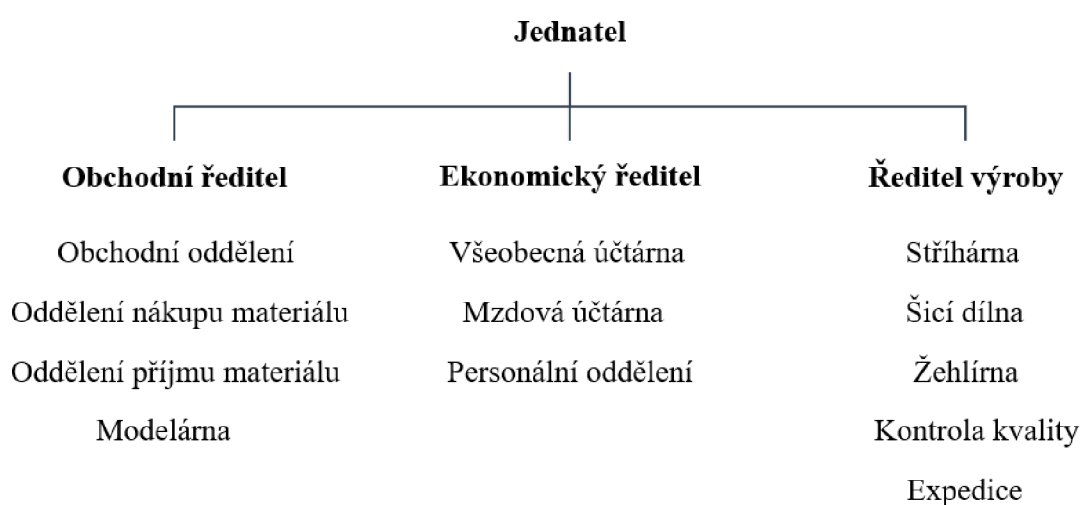 Jednatel
Obchodní ředitel
Ekonomický ředitel
Ředitel výroby
Obchodní oddělení
Všeobecná účtárna
Stříhárna
Oddělení nákupu materiálu
Mzdová účtárna
Šicí dílna
Oddělení příjmu materiálu
Personální oddělení
Žehlírna
Modelárna
Kontrola kvality
Expedice